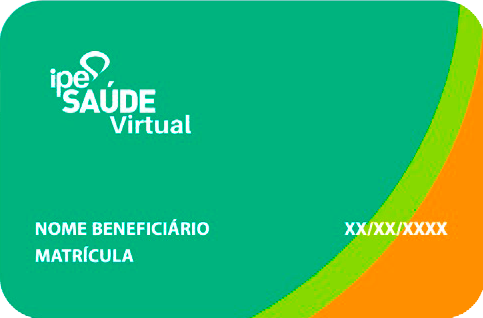 ipe
SAÚDE
Virtual
NOME BENEFICIÁRIO XX/XX/XXXX
MATRÍCULA